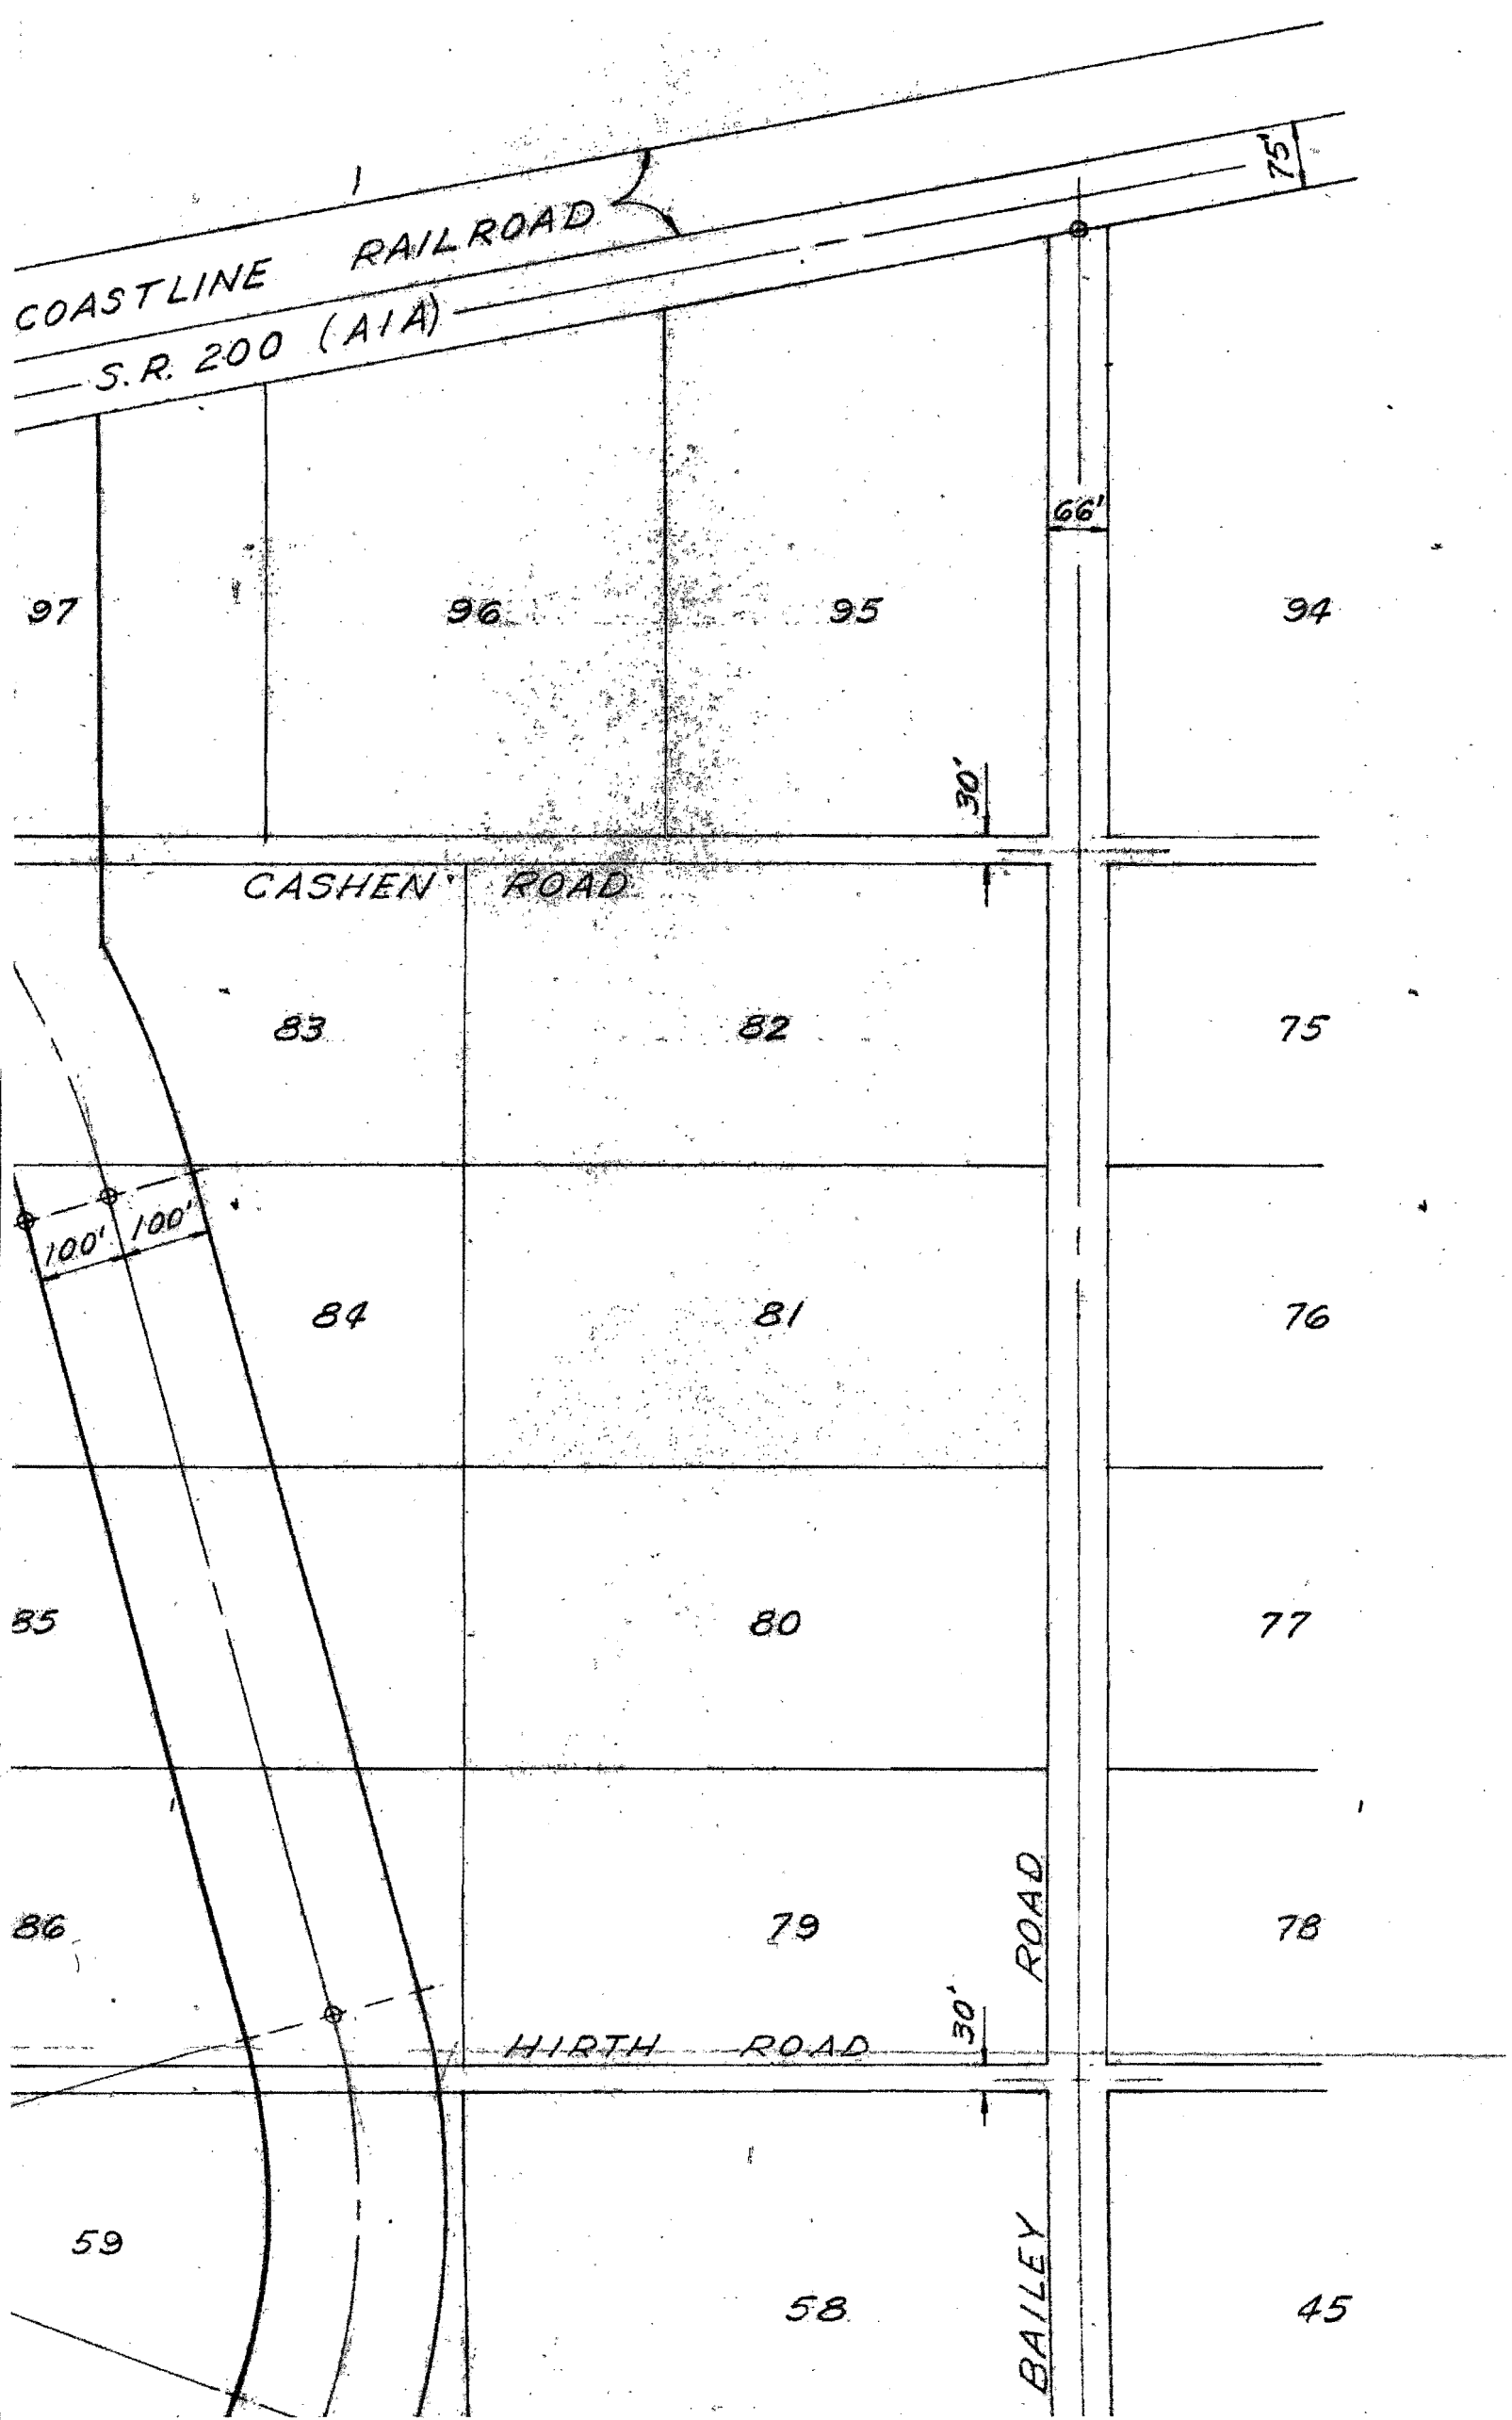 75'
COASTLINE RAILROAD
S.R. 200 (A1A)
66'
97 96 95 94
30'
CASHEN ROAD
83 82 75
100' 100'
84 81 76
85 80 77
86 79 78
ROAD
30'
HIRTH ROAD
59 58 45
BAILEY